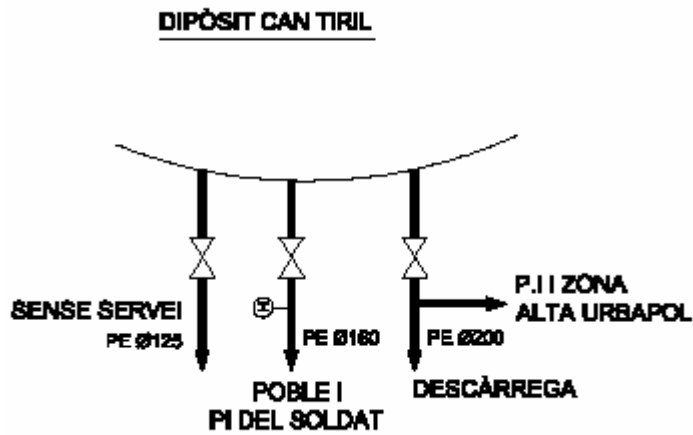 DIPÒSIT CAN TIRIL
P.I I ZONA
ALTA URBAPOL
SENSE SERVEI
PE Ø125
PE Ø160
PE Ø200
POBLE I
PI DEL SOLDAT
DESCÀRREGA